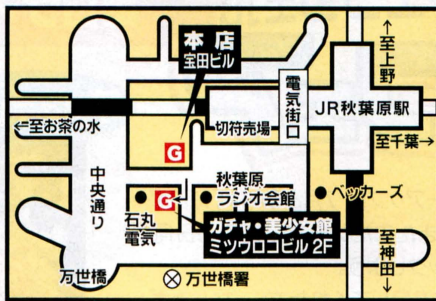 本店
宝田ビル
電気街口
↑至上野
JR秋葉原駅
切符売場
←至お茶の水
至千葉→
G
中央通り
秋葉原
ラジオ会館
ベッカーズ
G
石丸
電気
ガチャ・美少女館
ミツウロコビル 2F
至神田↓
万世橋
万世橋署